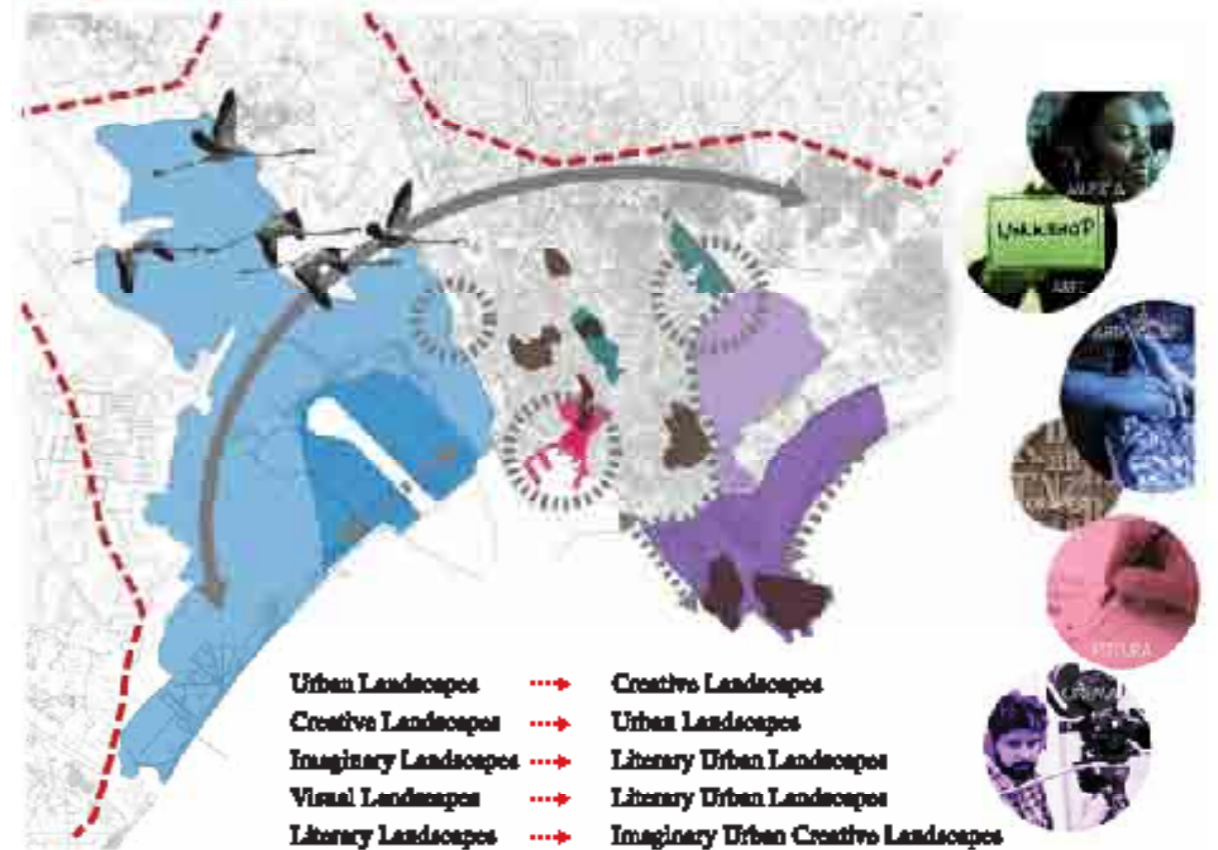 WORKSHOP
Urban Landscapes Creative Landscapes
Creative Landscapes Urban Landscapes
Imaginary Landscapes Literary Urban Landscapes
Visual Landscapes Literary Urban Landscapes
Literary Landscapes Imaginary Urban Creative Landscapes